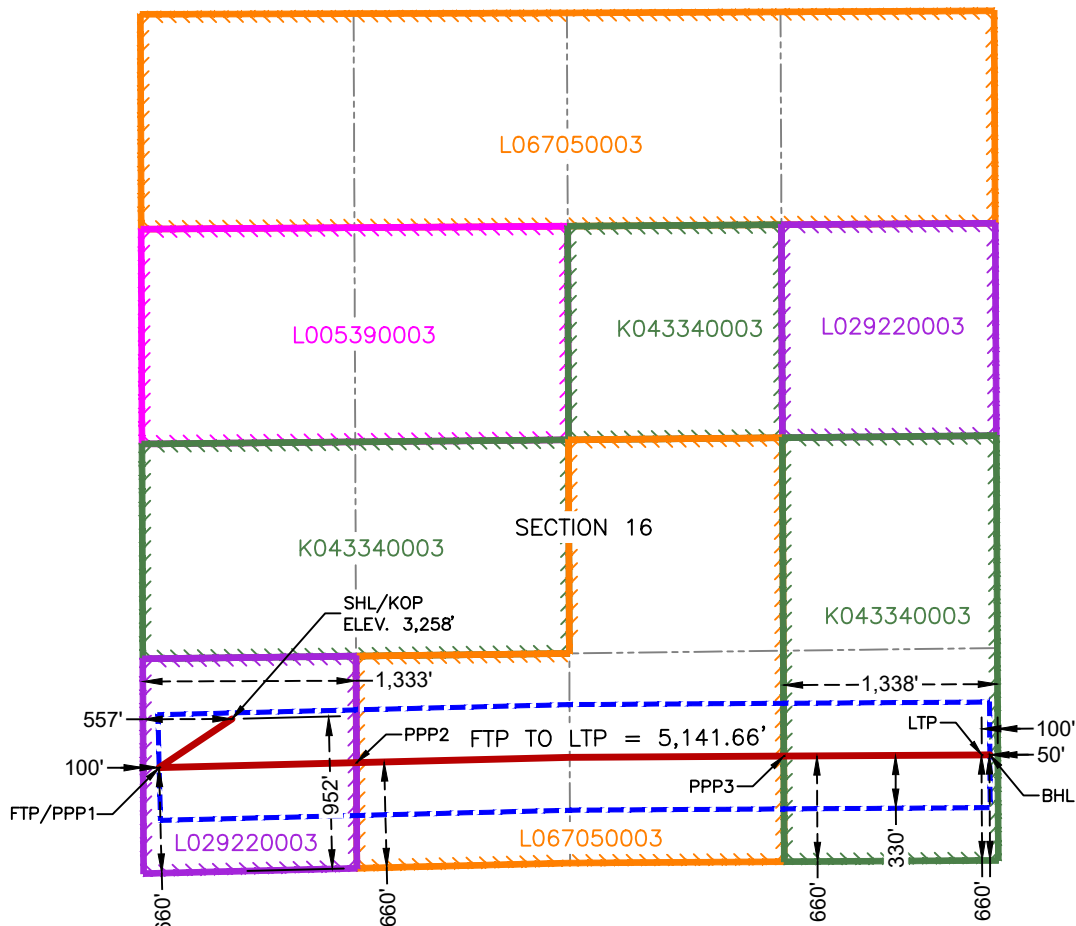 L067050003
L005390003
K043340003
L029220003
SECTION 16
K043340003
SHL/KOP
ELEV. 3,258'
K043340003
1,333'
1,338'
557'
LTP
100'
PPP2
FTP TO LTP = 5,141.66'
50'
100'
PPP3
BHL
952'
FTP/PPP1
L029220003
L067050003
330'
660'
660'
660'
660'